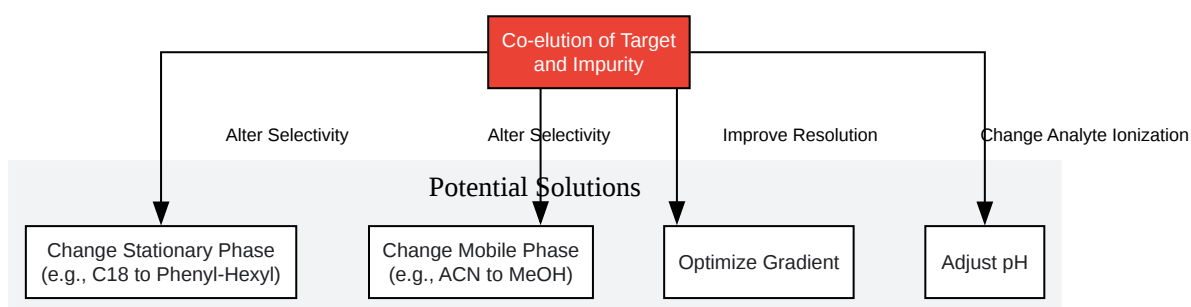 Co-elution of Target
and Impurity
Alter Selectivity
Alter Selectivity
Improve Resolution
Change Analyte Ionization
Potential Solutions
Change Stationary Phase
(e.g., C18 to Phenyl-Hexyl)
Change Mobile Phase
(e.g., ACN to MeOH)
Optimize Gradient
Adjust pH